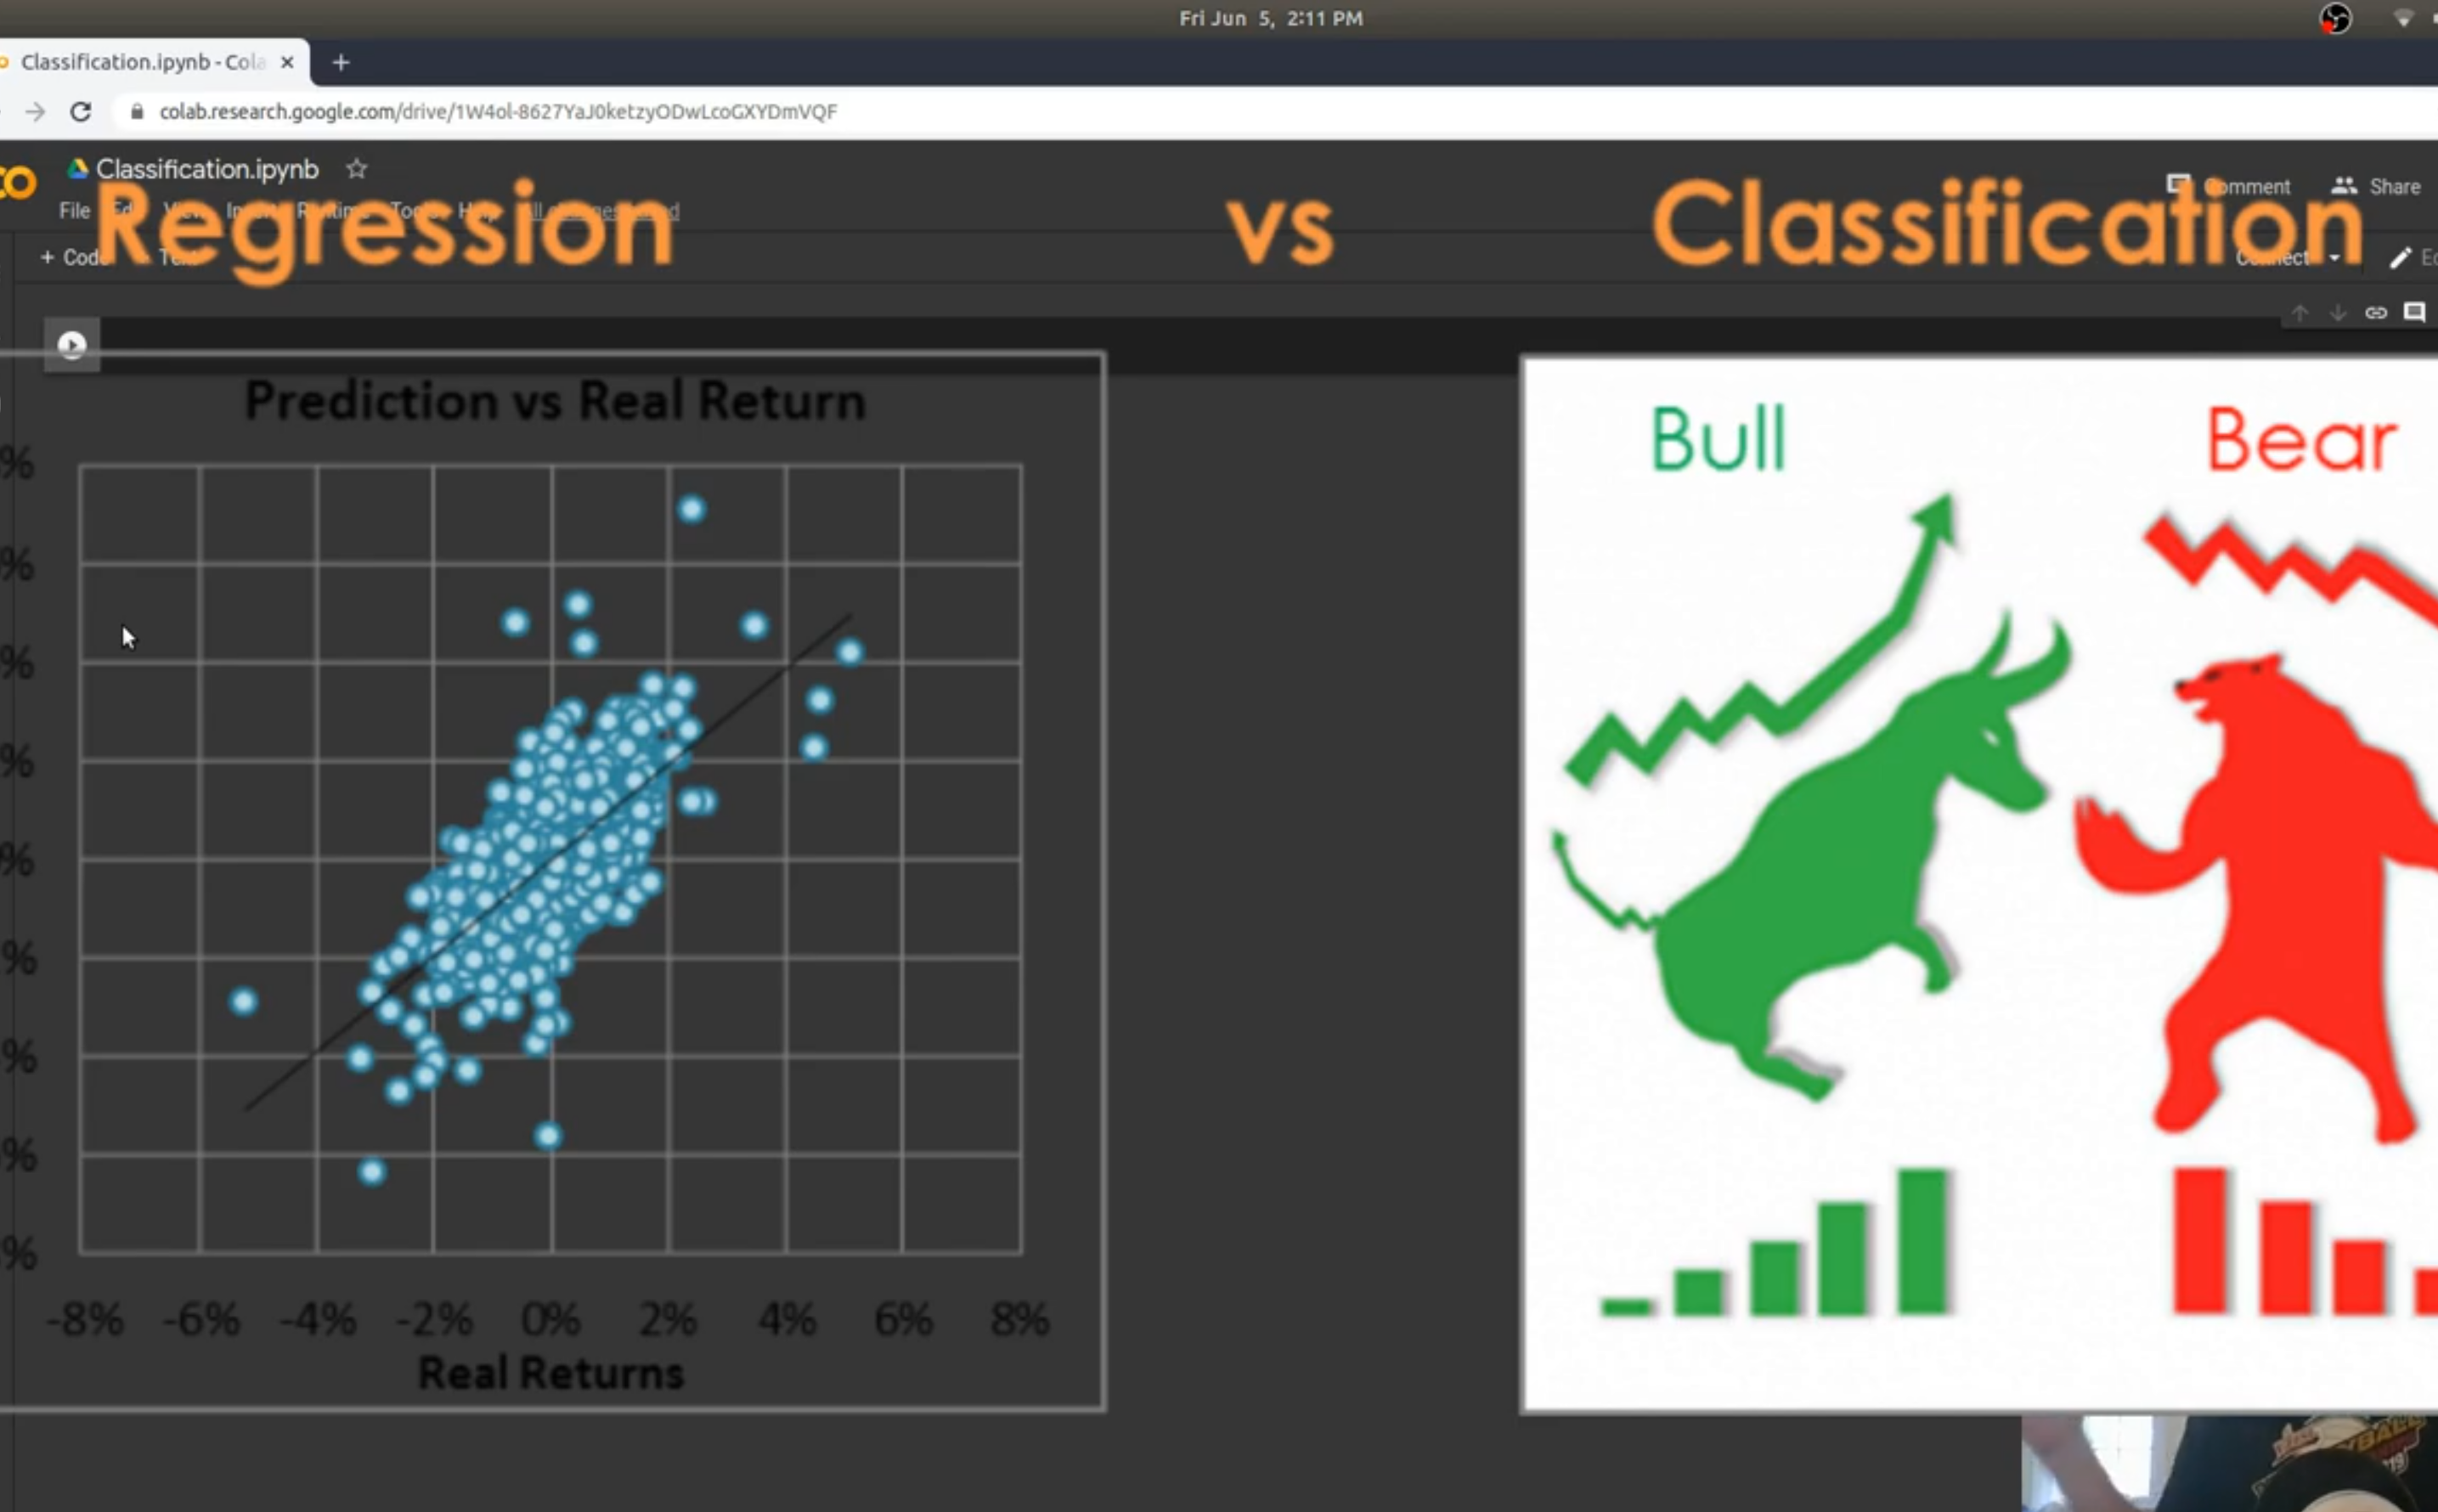 Fri Jun 5, 2:11 PM
Classification.ipynb - Cola
colab.research.google.com/drive/1W4ol-8627YaJ0ketzyODwLcoGXYDmVQF
Classification.ipynb
Comment Share
File
Regression vs Classification
+ Code Text
Connect
Prediction vs Real Return
Bull Bear
%
%
%
%
%
%
%
%
%
-8% -6% -4% -2% 0% 2% 4% 6% 8%
Real Returns